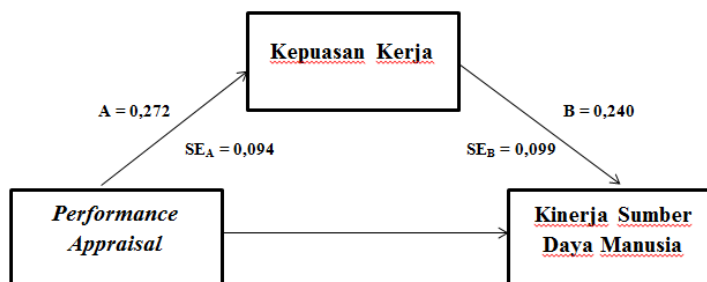 Kepuasan Kerja
A = 0,272
B = 0,240
SEA = 0,094
SEB = 0,099
Performance
Appraisal
Kinerja Sumber
Daya Manusia